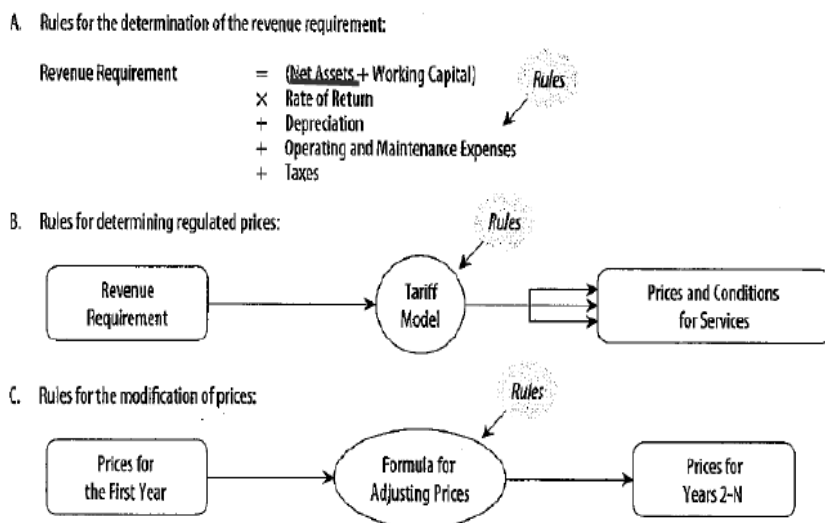 A. Rules for the determination of the revenue requirement:
Revenue Requirement = (Net Assets + Working Capital)
Rules
× Rate of Return
+ Depreciation
+ Operating and Maintenance Expenses
+ Taxes
B. Rules for determining regulated prices:
Rules
Revenue
Requirement
Tariff
Model
Prices and Conditions
for Services
C. Rules for the modification of prices:
Rules
Prices for
the First Year
Formula for
Adjusting Prices
Prices for
Years 2–N